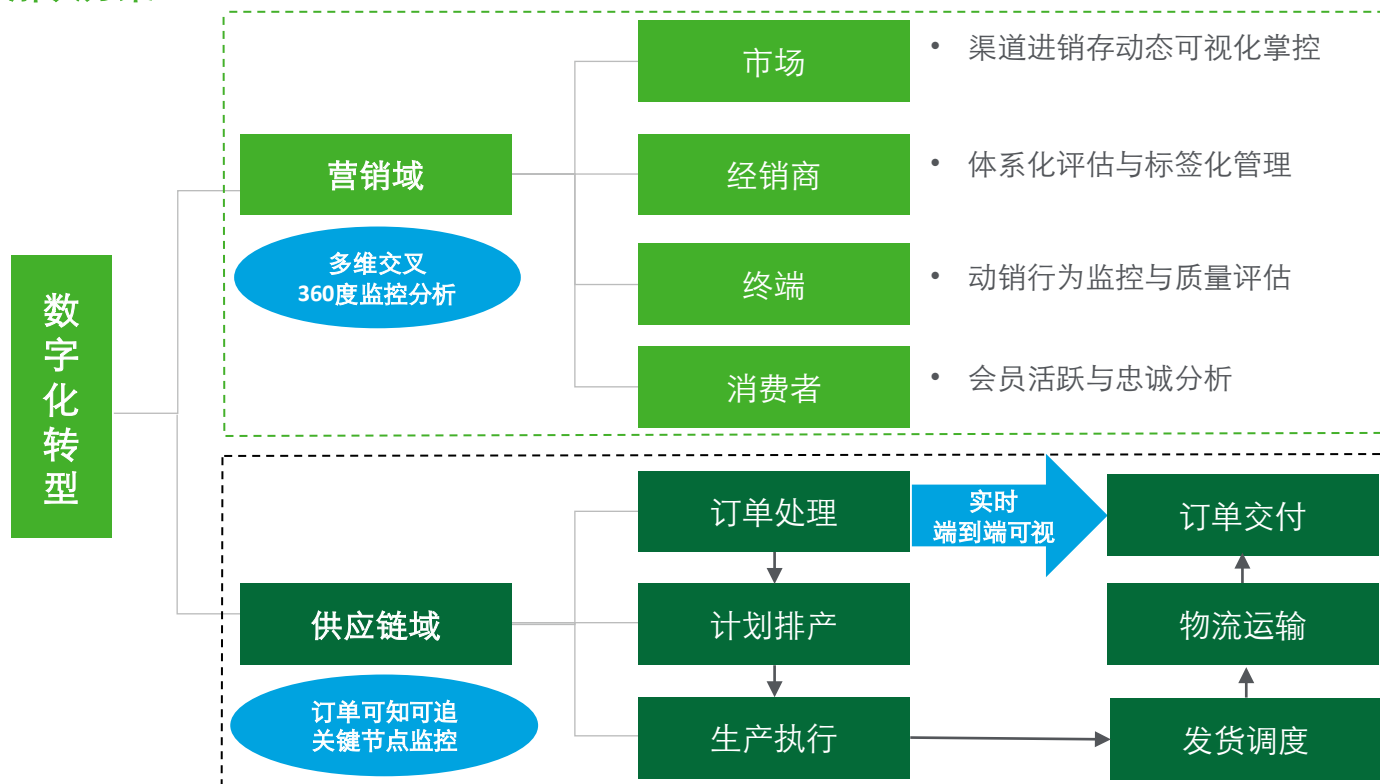 数
字
化
转
型
营销域
多维交叉
360度监控分析
市场
• 渠道进销存动态可视化掌控
经销商
• 体系化评估与标签化管理
终端
• 动销行为监控与质量评估
消费者
• 会员活跃与忠诚分析
供应链域
订单可知可追
关键节点监控
订单处理
实时
端到端可视
订单交付
计划排产
物流运输
生产执行
发货调度